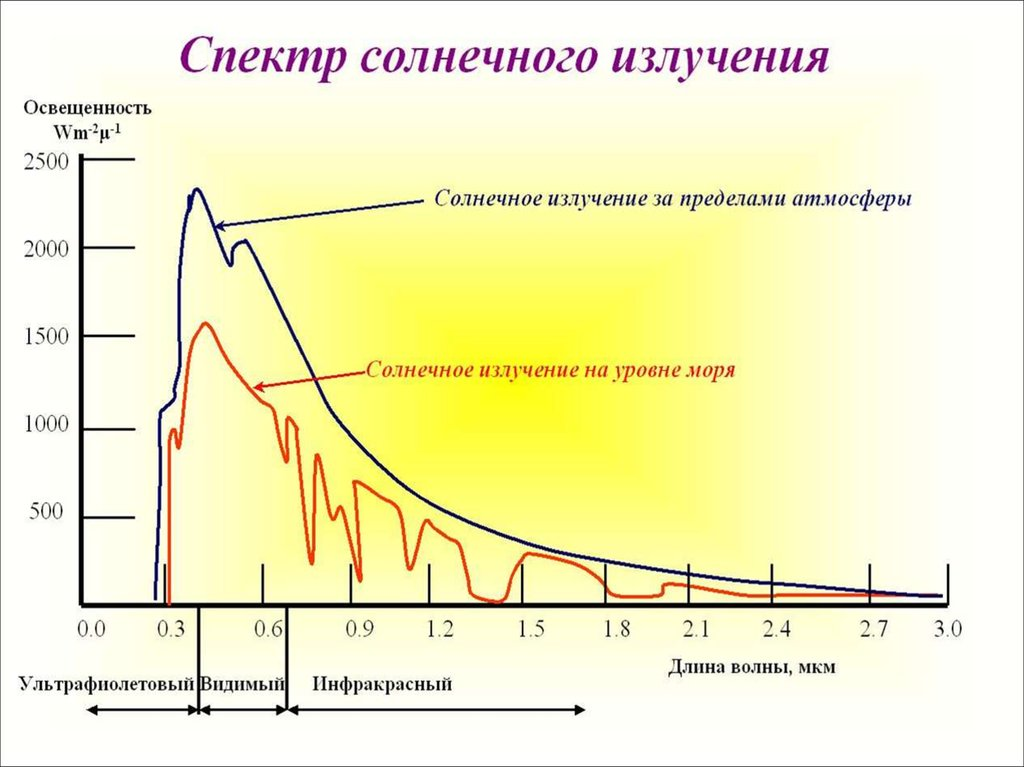 Спектр солнечного излучения
Освещенность
Wm-2μ-1
2500
Солнечное излучение за пределами атмосферы
2000
1500
Солнечное излучение на уровне моря
1000
500
0.0 0.3 0.6 0.9 1.2 1.5 1.8 2.1 2.4 2.7 3.0
Длина волны, мкм
Ультрафиолетовый Видимый Инфракрасный